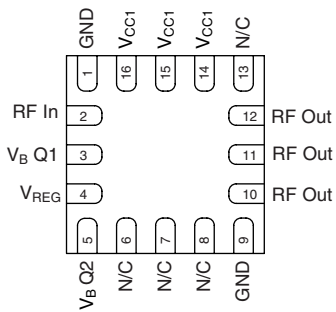 GND
VCC1
VCC1
VCC1
N/C
1
16
15
14
13
RF In
2
12
RF Out
VB Q1
3
11
RF Out
VREG
4
10
RF Out
5
6
7
8
9
VB Q2
N/C
N/C
N/C
GND